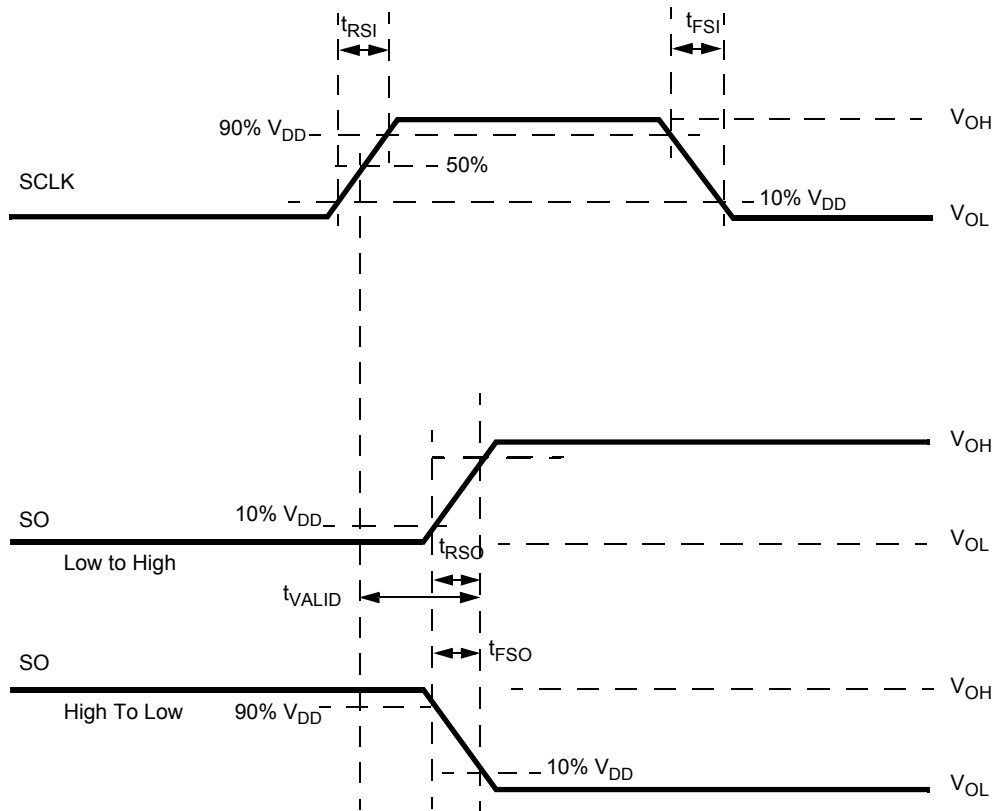 tRSI
tFSI
90% VDD
VOH
50%
SCLK
10% VDD
VOL
VOH
10% VDD
SO
VOL
Low to High
tRSO
tVALID
SO
tFSO
VOH
High To Low
90% VDD
10% VDD
VOL